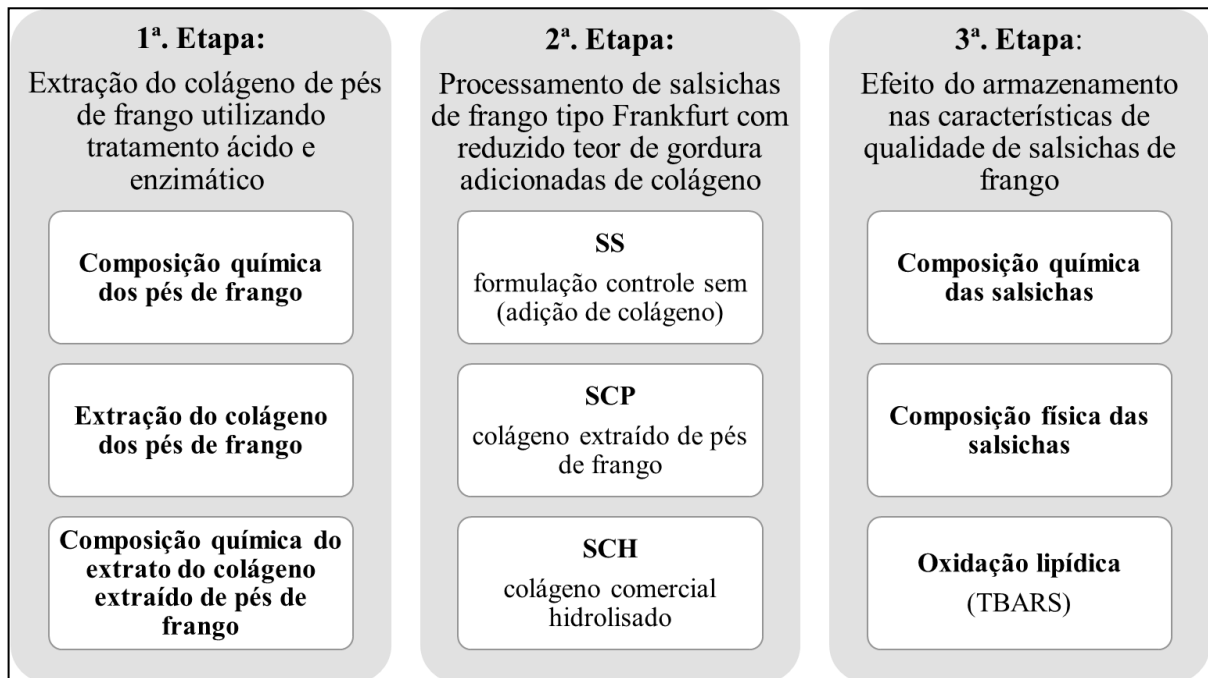 1ª. Etapa:
Extração do colágeno de pés
de frango utilizando
tratamento ácido e
enzimático
Composição química
dos pés de frango
Extração do colágeno
dos pés de frango
Composição química do
extrato do colágeno
extraído de pés de
frango
2ª. Etapa:
Processamento de salsichas
de frango tipo Frankfurt com
reduzido teor de gordura
adicionadas de colágeno
SS
formulação controle sem
(adição de colágeno)
SCP
colágeno extraído de pés
de frango
SCH
colágeno comercial
hidrolisado
3ª. Etapa:
Efeito do armazenamento
nas características de
qualidade de salsichas de
frango
Composição química
das salsichas
Composição física das
salsichas
Oxidação lipídica
(TBARS)